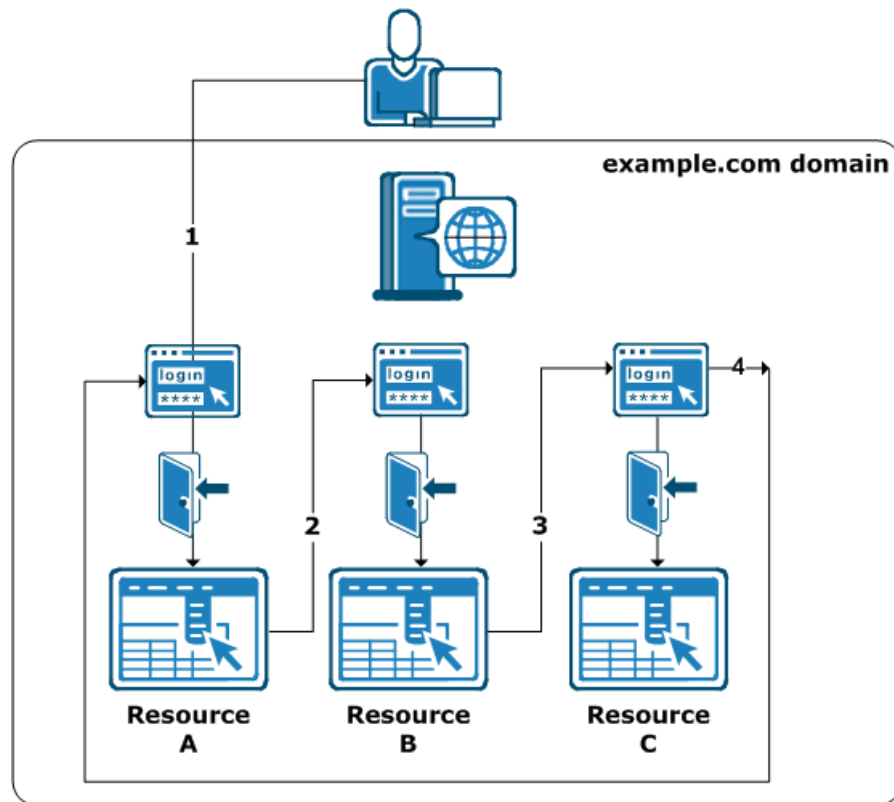 example.com domain
1
login
****
login
****
login
****
4
2
3
Resource
A
Resource
B
Resource
C